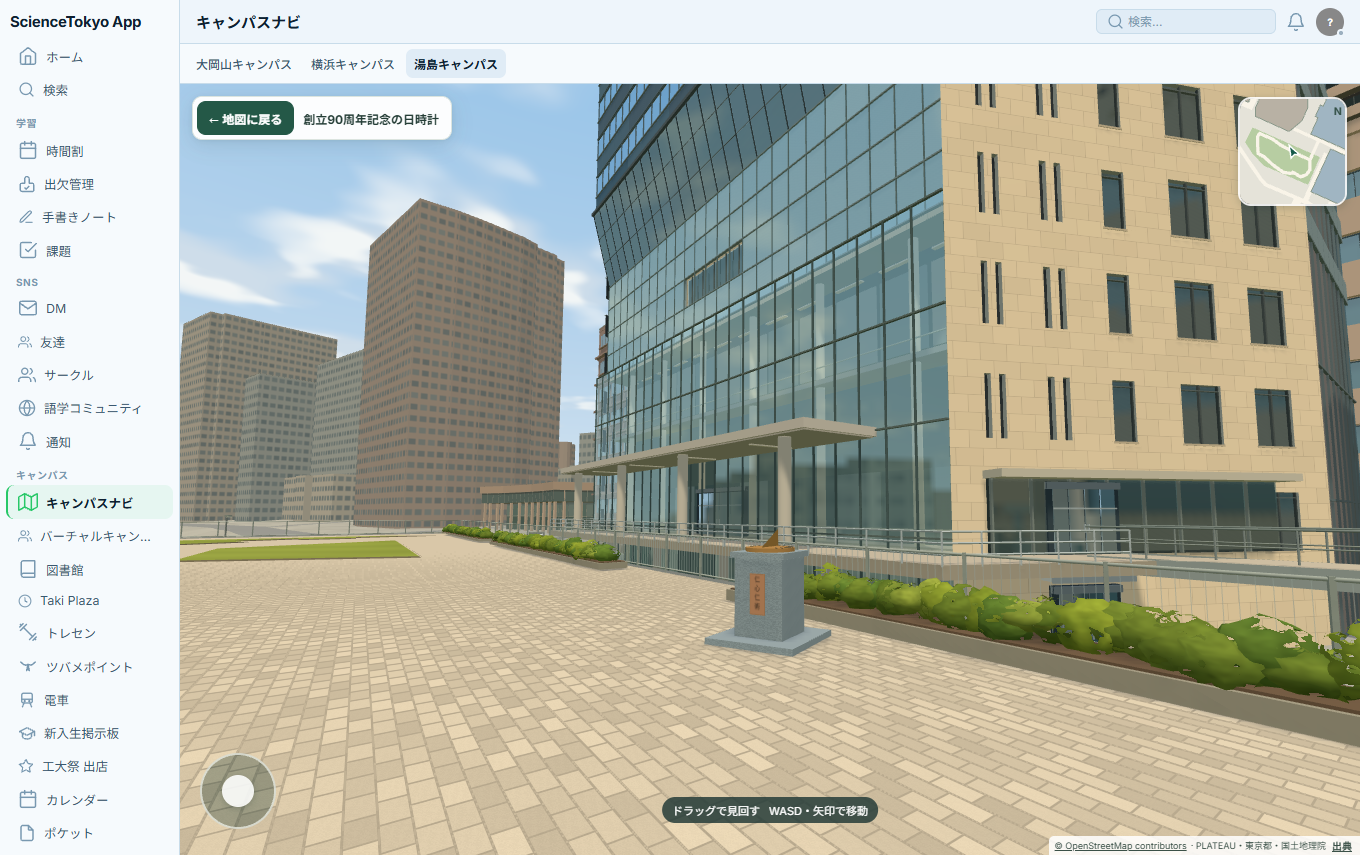 ScienceTokyo App
ホーム
検索
学習
時間割
出欠管理
手書きノート
課題
SNS
DM
友達
サークル
語学コミュニティ
通知
キャンパス
キャンパスナビ
バーチャルキャン...
図書館
Taki Plaza
トレセン
ツバメポイント
電車
新入生掲示板
工大祭 出店
カレンダー
ポケット
キャンパスナビ
検索...
?
大岡山キャンパス 横浜キャンパス 湯島キャンパス
← 地図に戻る 創立90周年記念の日時計
N
ドラッグで見回す WASD・矢印で移動
© OpenStreetMap contributors · PLATEAU・東京都・国土地理院 出典